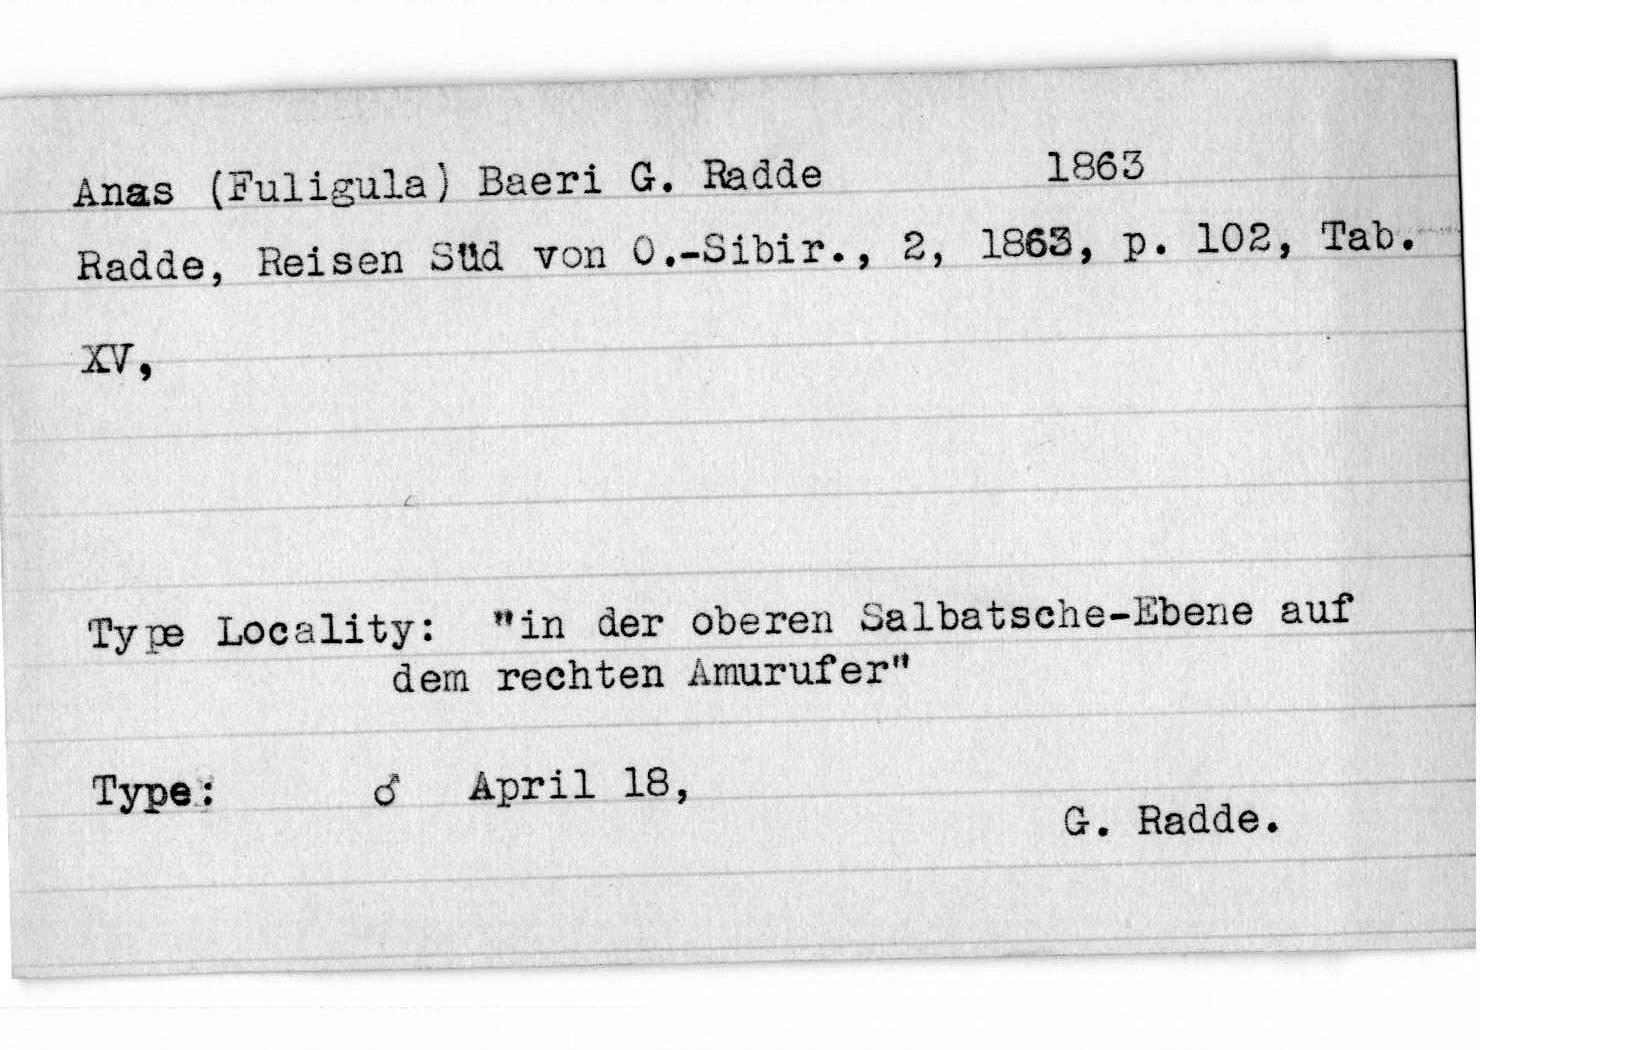 Anas (Fuligula) Baeri G. Radde 1863
Radde, Reisen Süd von O.-Sibir., 2, 1863, p. 102, Tab.
XV,
Type Locality: "in der oberen Salbatsche-Ebene auf
dem rechten Amurufer"
Type: ♂ April 18,
G. Radde.